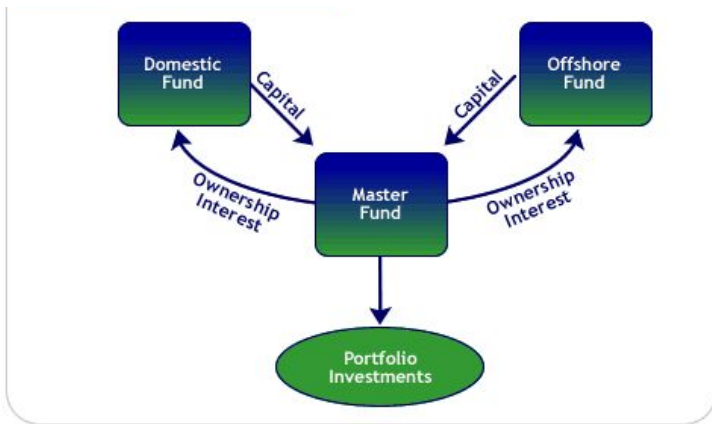 Domestic
Fund
Offshore
Fund
Capital
Capital
Master
Fund
Ownership
Interest
Ownership
Interest
Portfolio
Investments